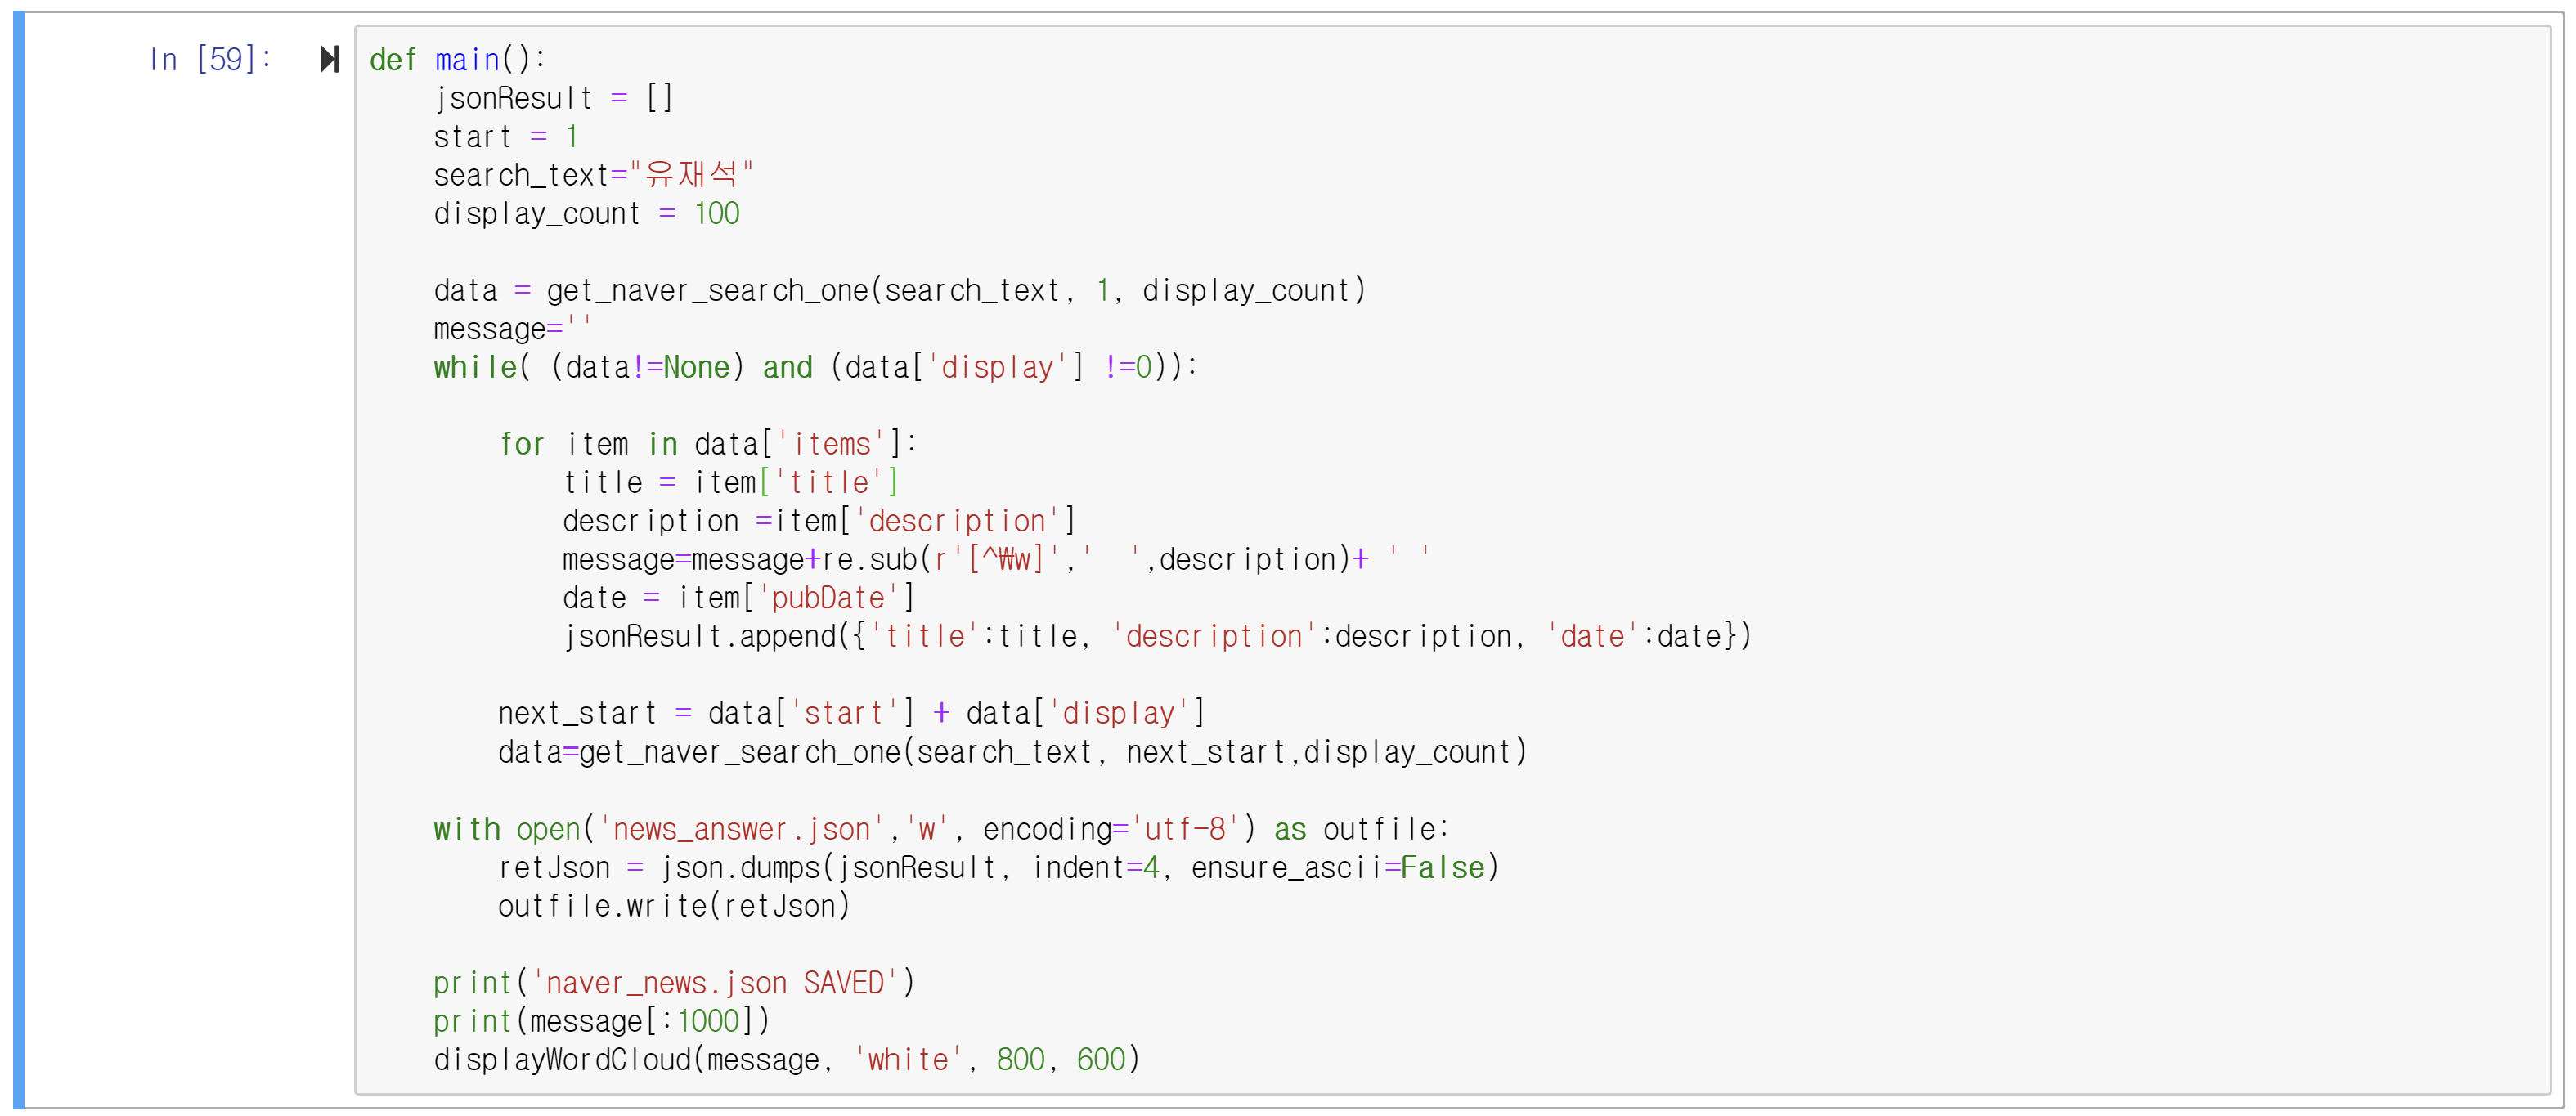 In [59]:
def main():
    jsonResult = []
    start = 1
    search_text="유재석"
    display_count = 100

    data = get_naver_search_one(search_text, 1, display_count)
    message=''
    while( (data!=None) and (data['display'] !=0)):

        for item in data['items']:
            title = item['title']
            description =item['description']
            message=message+re.sub(r'[^₩w]','  ',description)+ ' '
            date = item['pubDate']
            jsonResult.append({'title':title, 'description':description, 'date':date})

        next_start = data['start'] + data['display']
        data=get_naver_search_one(search_text, next_start,display_count)

    with open('news_answer.json','w', encoding='utf-8') as outfile:
        retJson = json.dumps(jsonResult, indent=4, ensure_ascii=False)
        outfile.write(retJson)

    print('naver_news.json SAVED')
    print(message[:1000])
    displayWordCloud(message, 'white', 800, 600)